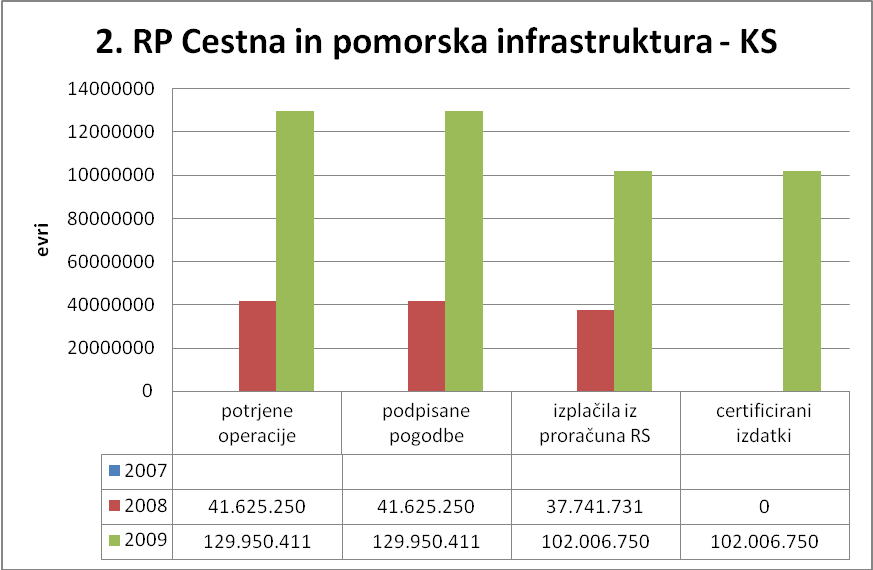 2. RP Cestna in pomorska infrastruktura - KS
evri
14000000
12000000
10000000
80000000
60000000
40000000
20000000
0
potrjene operacije
podpisane pogodbe
izplačila iz proračuna RS
certificirani izdatki
2007
2008 41.625.250 41.625.250 37.741.731 0
2009 129.950.411 129.950.411 102.006.750 102.006.750